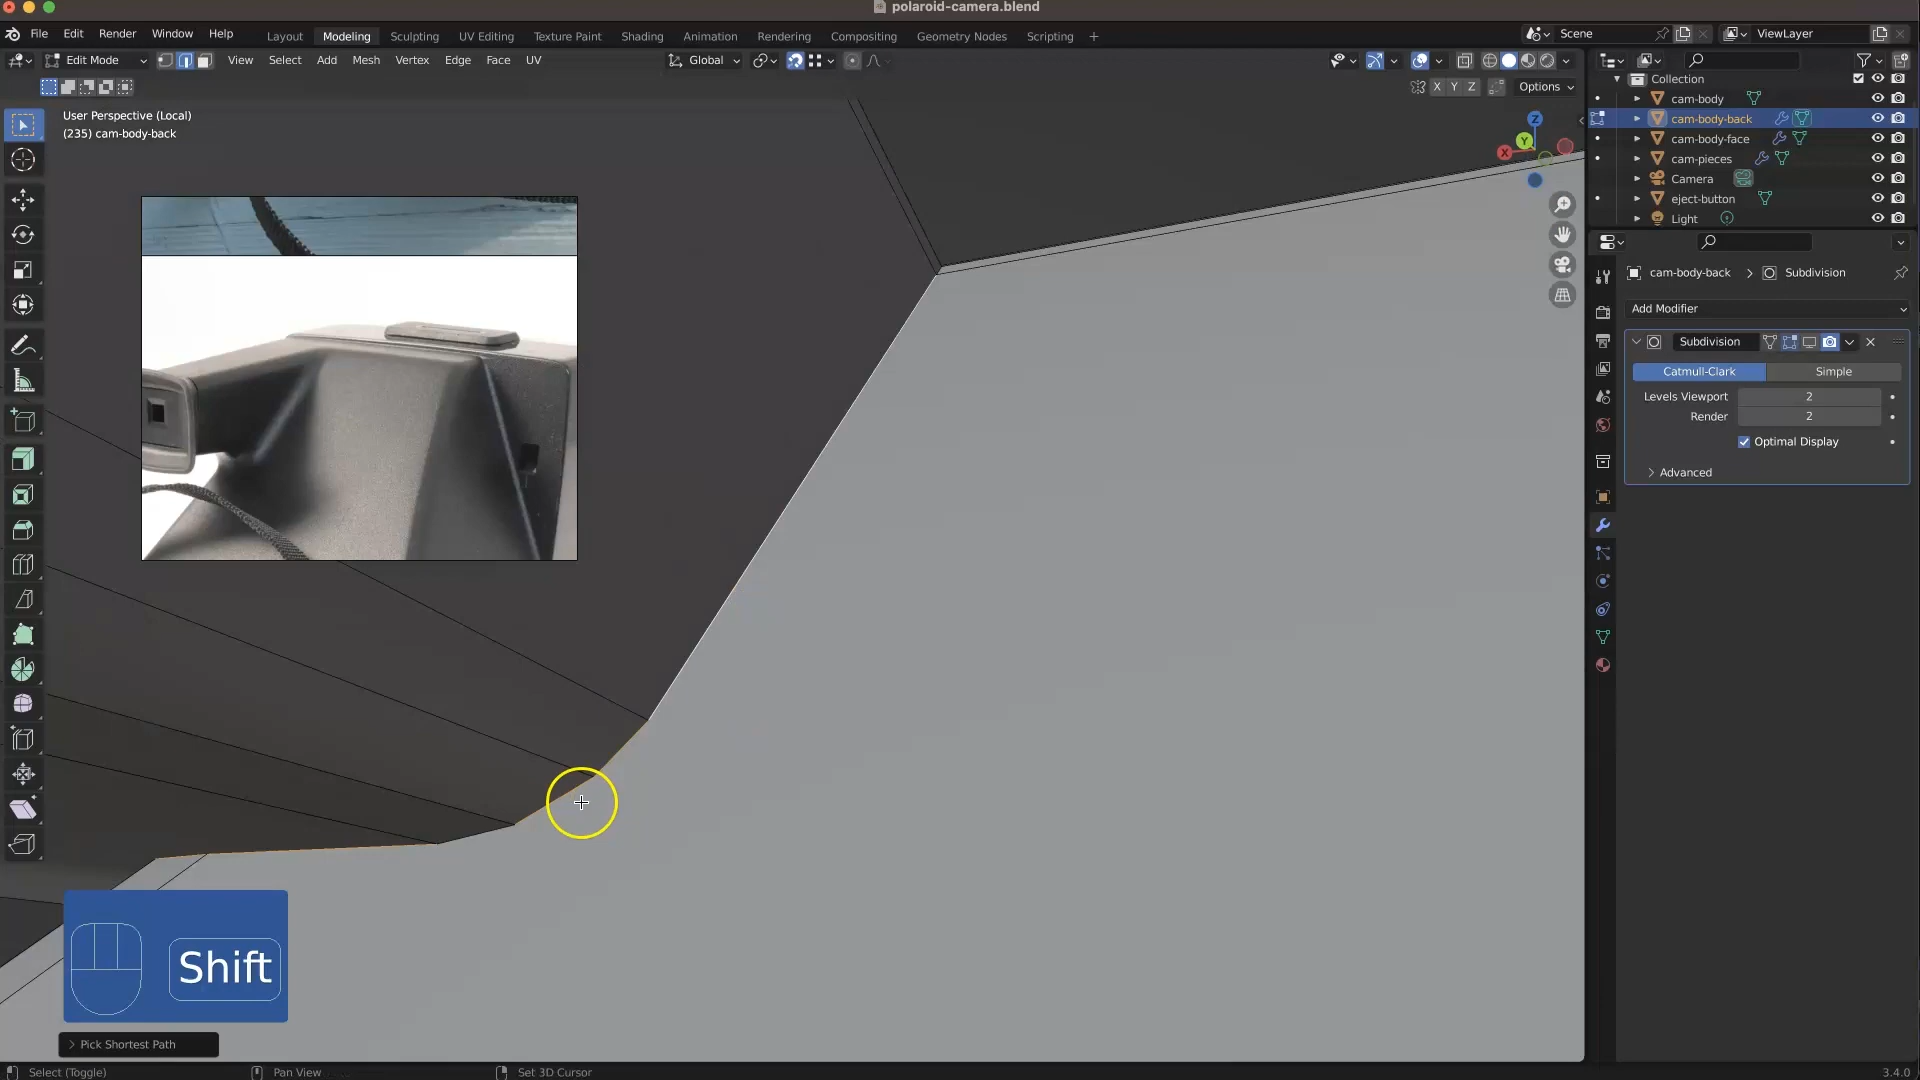 polaroid-camera.blend
File Edit Render Window Help Layout Modeling Sculpting UV Editing Texture Paint Shading Animation Rendering Compositing Geometry Nodes Scripting + Scene ViewLayer
Edit Mode View Select Add Mesh Vertex Edge Face UV Global
X Y Z Options
User Perspective (Local)
(235) cam-body-back
Z
Y
X
Collection
cam-body
cam-body-back
cam-body-face
cam-pieces
Camera
eject-button
Light
cam-body-back > Subdivision
Add Modifier
Subdivision
Catmull-Clark Simple
Levels Viewport 2
Render 2
Optimal Display
Advanced
Shift
Pick Shortest Path
Select (Toggle) Pan View Set 3D Cursor 3.4.0